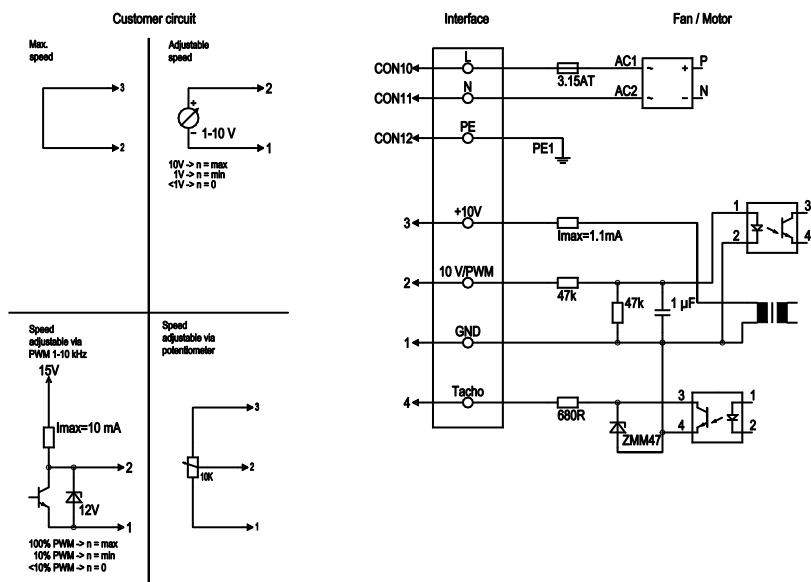 Customer circuit
Interface
Fan / Motor
Max.
speed
3
2
Adjustable
speed
2
+
1-10 V
−
1
10V -> n = max
1V -> n = min
<1V -> n = 0
Speed
adjustable via
PWM 1-10 kHz
15V
Imax=10 mA
2
12V
1
100% PWM -> n = max
10% PWM -> n = min
<10% PWM -> n = 0
Speed
adjustable via
potentiometer
3
2
10K
1
L
CON10
3.15AT
AC1
~ + P
N
CON11
AC2
~ − N
PE
CON12
PE1
+10V
3
Imax=1.1mA
1 3
2 4
10 V/PWM
2
47k
47k
1 µF
GND
1
Tacho
4
680R
ZMM47
3 1
4 2